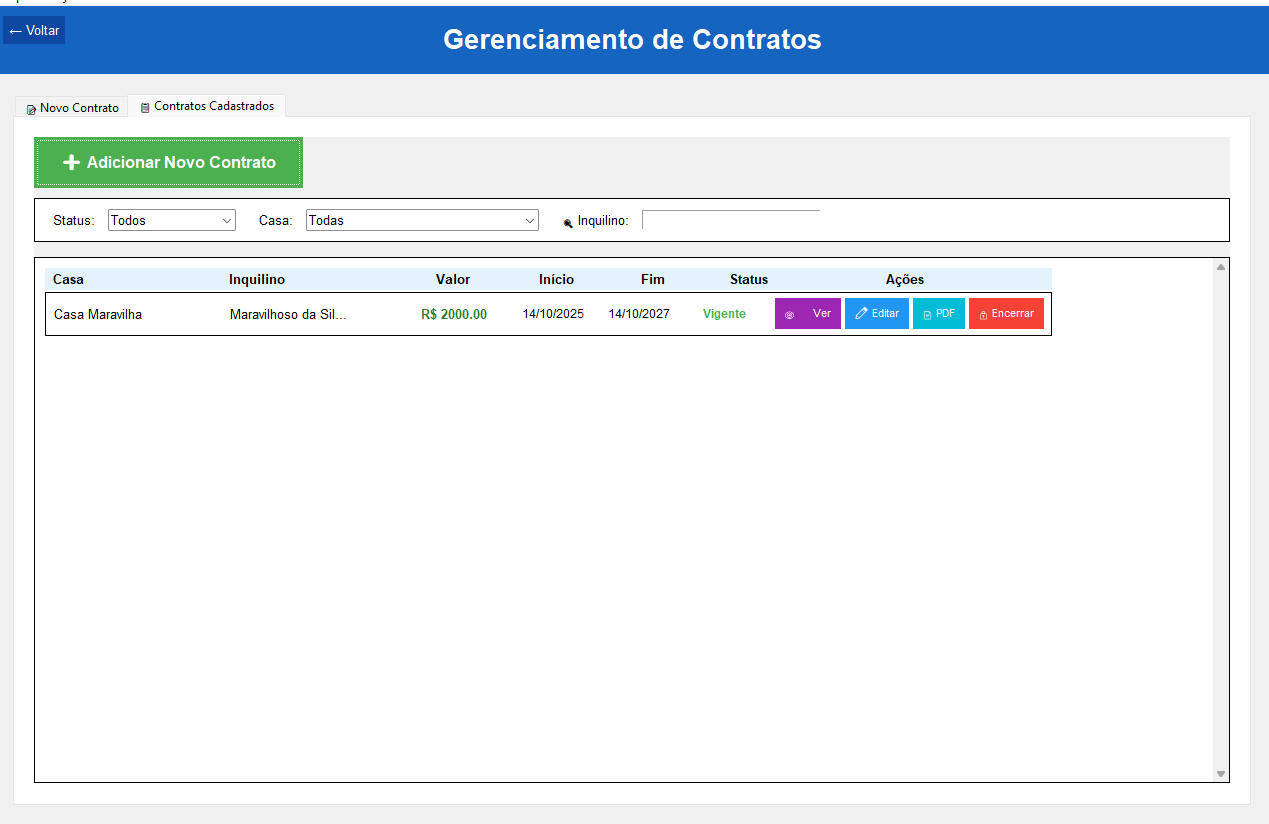 ← Voltar
Gerenciamento de Contratos
Novo Contrato
Contratos Cadastrados
+ Adicionar Novo Contrato
Status: Todos Casa: Todas Inquilino:
Casa Inquilino Valor Início Fim Status Ações
Casa Maravilha Maravilhoso da Sil... R$ 2000.00 14/10/2025 14/10/2027 Vigente Ver Editar PDF Encerrar